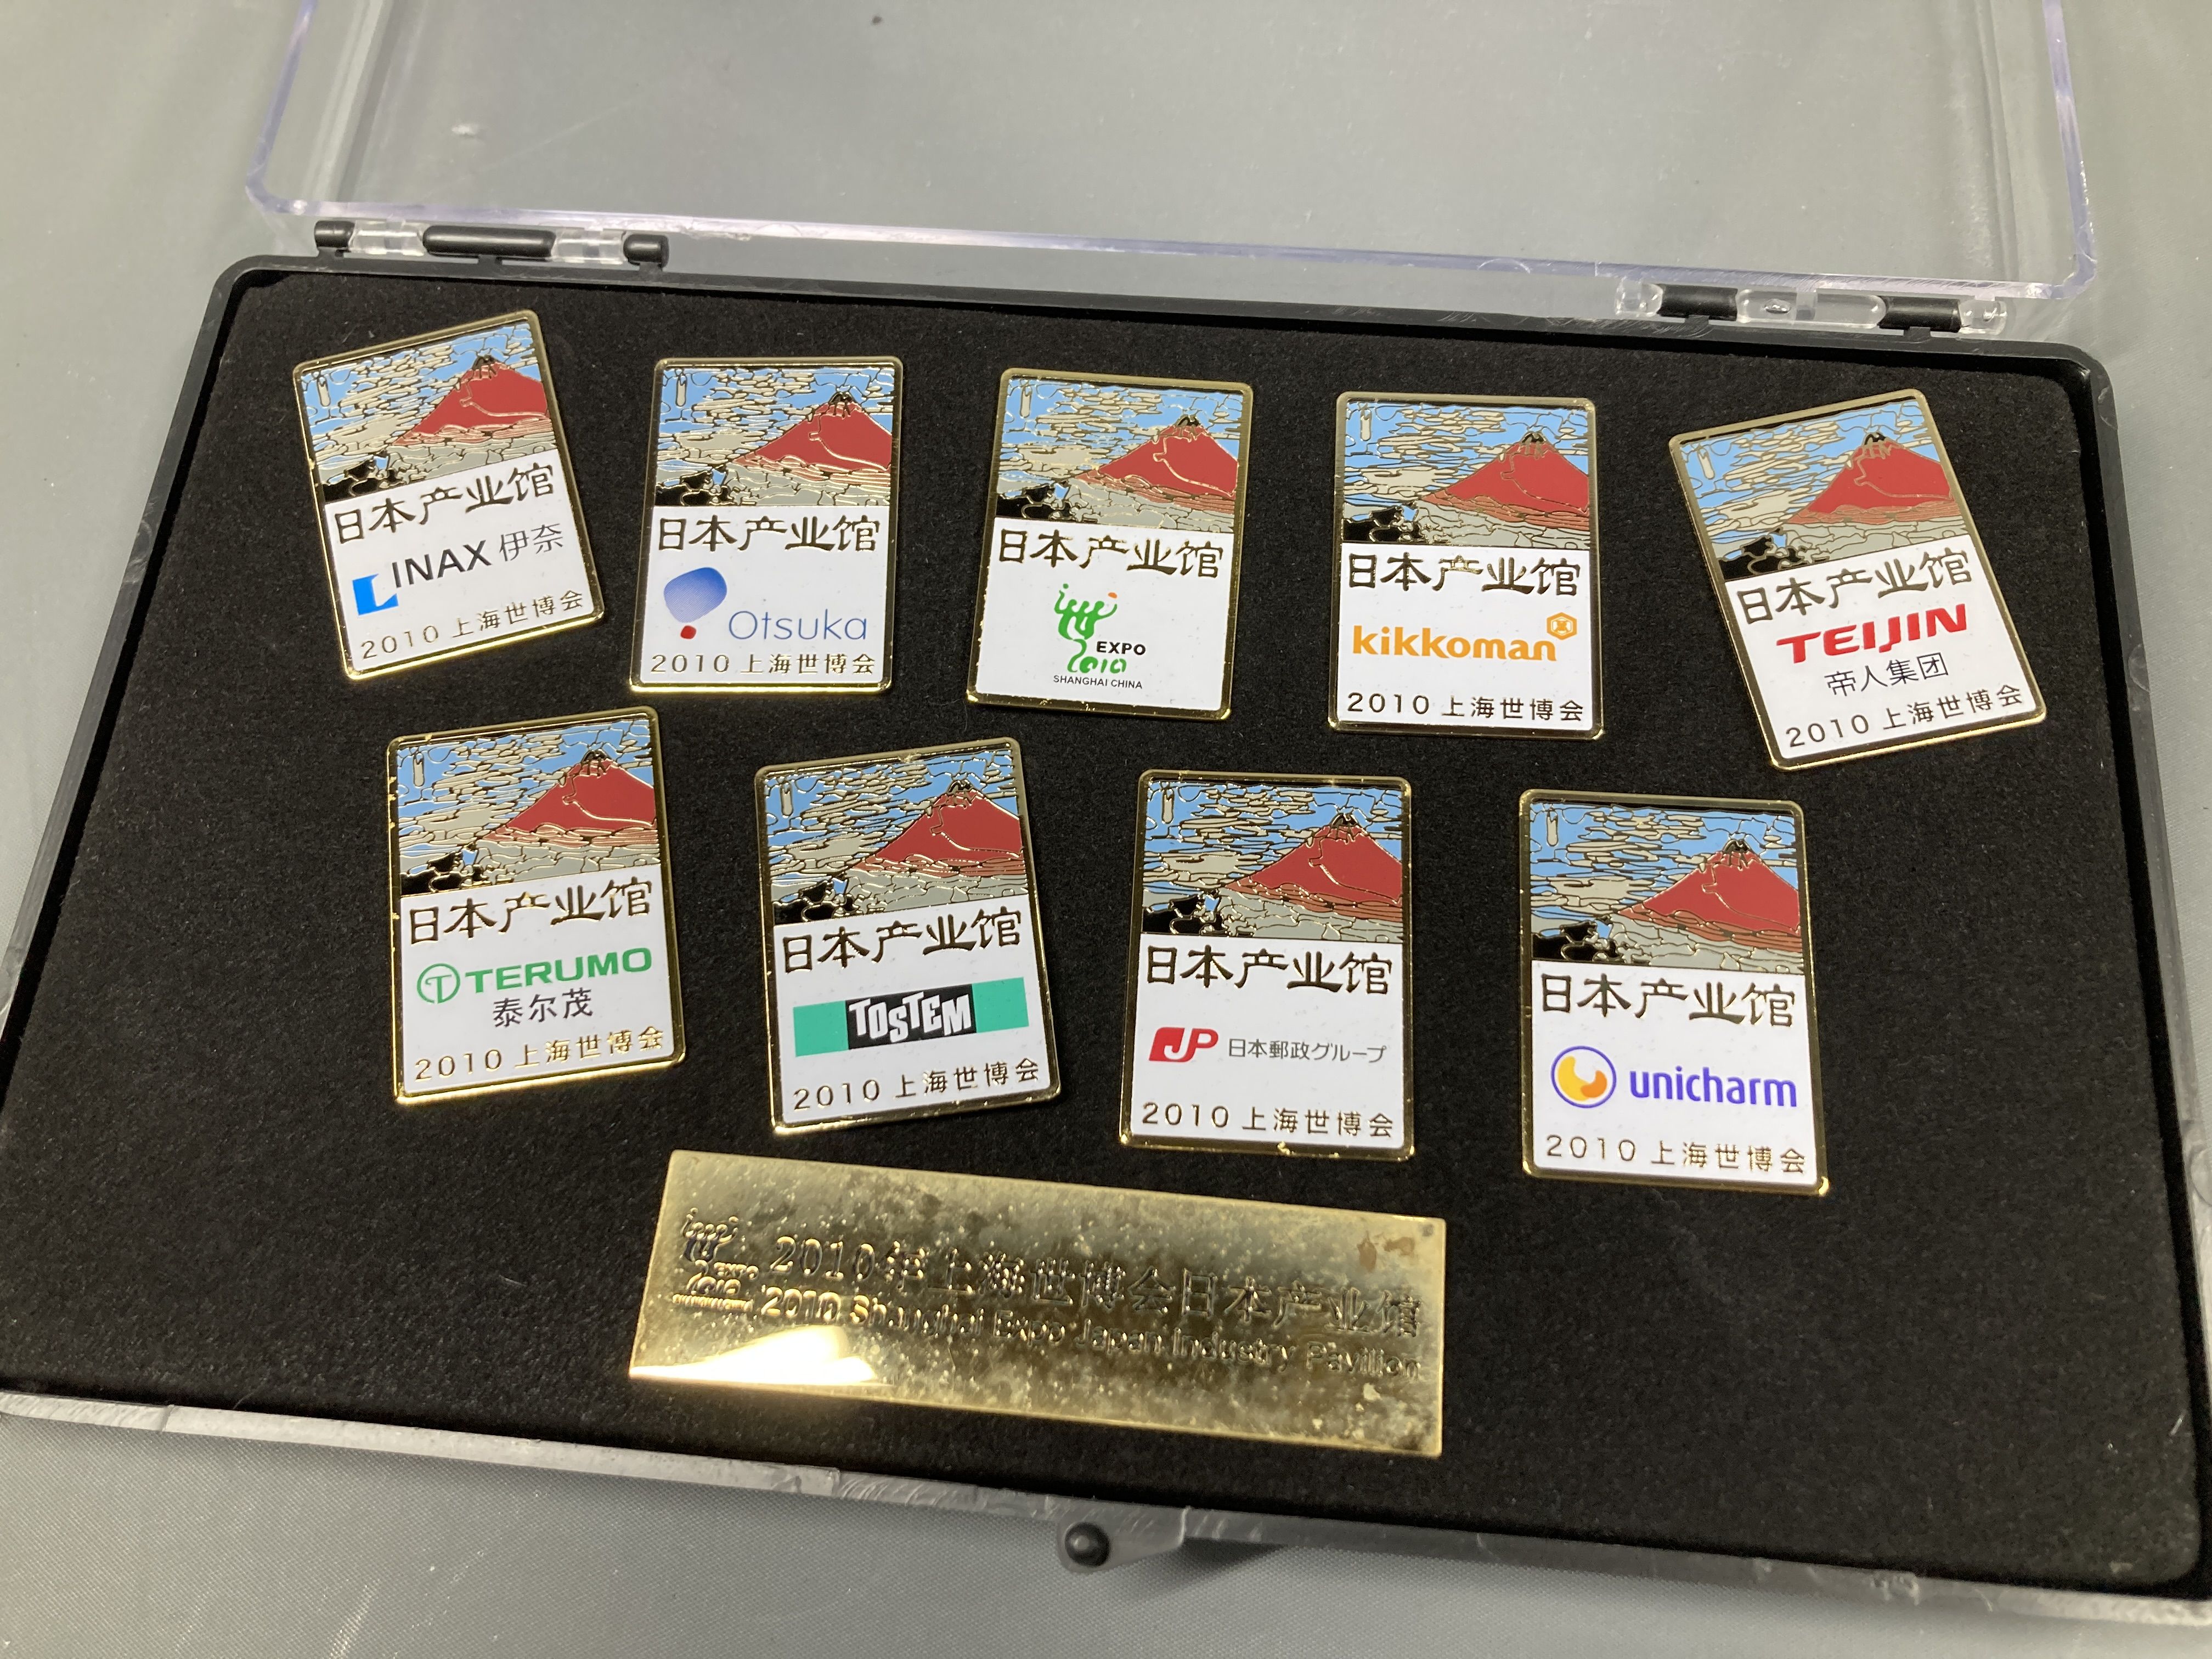 日本产业馆
INAX 伊奈
2010 上海世博会
日本产业馆
Otsuka
2010 上海世博会
日本产业馆
EXPO
2010
SHANGHAI CHINA
日本产业馆
kikkoman
2010 上海世博会
日本产业馆
TEIJIN
帝人集团
2010 上海世博会
日本产业馆
TERUMO
泰尔茂
2010 上海世博会
日本产业馆
TOSTEM
2010 上海世博会
日本产业馆
JP 日本郵政グループ
2010 上海世博会
日本产业馆
unicharm
2010 上海世博会
EXPO
2010
SHANGHAI CHINA
2010年上海世博会日本产业馆
2010 Shanghai Expo Japan Industry Pavilion